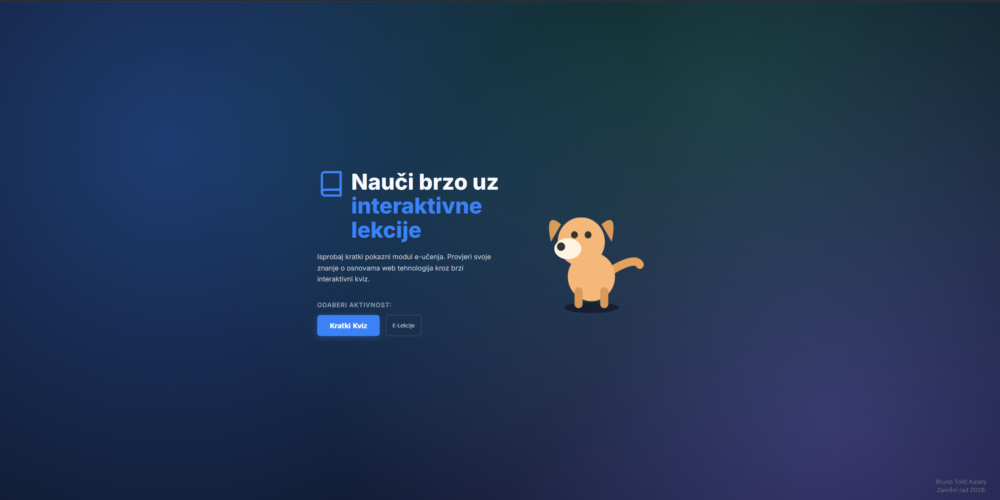 Nauči brzo uz
interaktivne
lekcije
Isprobaj kratki pokazni modul e-učenja. Provjeri svoje
znanje o osnovama web tehnologija kroz brzi
interaktivni kviz.
ODABERI AKTIVNOST:
Kratki Kviz
E-Lekcije
Bruno Tolić Kalanj
Završni rad 2026.